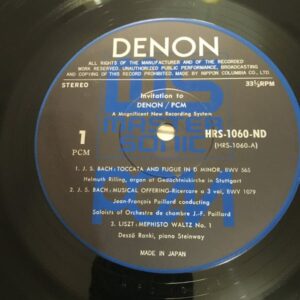 DENON
ALL RIGHTS OF THE MANUFACTURER AND OF THE RECORDED
WORK RESERVED. UNAUTHORIZED PUBLIC PERFORMANCE, BROADCASTING
AND COPYING OF THIS RECORD PROHIBITED. MADE BY NIPPON COLUMBIA CO., LTD.
STEREO
33⅓RPM
Invitation to
DENON / PCM
A Magnificent New Recording System
MASTER
SONIC
1
PCM
HRS-1060-ND
(HRS-1060-A)
1. J. S. BACH: TOCCATA AND FUGUE IN D MINOR, BWV 565
Helmuth Rilling, organ at Gedächtniskirche in Stuttgart
2. J. S. BACH: MUSICAL OFFERING-Ricercare a 3 voci, BWV 1079
Jean-François Paillard conducting
Soloists of Orchestre de chambre J.-F. Paillard
3. LISZT: MEPHISTO WALTZ No. 1
Deszö Ranki, piano Steinway
MADE IN JAPAN